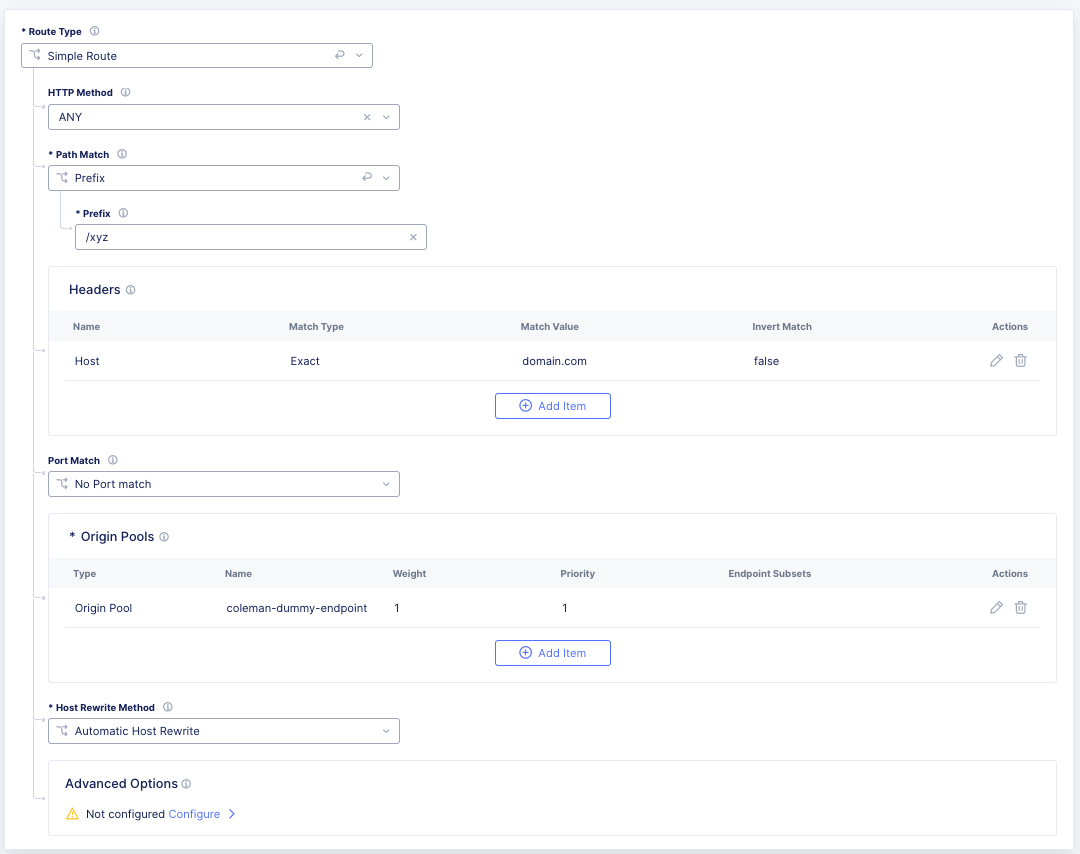 * Route Type
Simple Route
HTTP Method
ANY
* Path Match
Prefix
* Prefix
/xyz
Headers
Name Match Type Match Value Invert Match Actions
Host Exact domain.com false
Add Item
Port Match
No Port match
* Origin Pools
Type Name Weight Priority Endpoint Subsets Actions
Origin Pool coleman-dummy-endpoint 1 1
Add Item
* Host Rewrite Method
Automatic Host Rewrite
Advanced Options
Not configured Configure